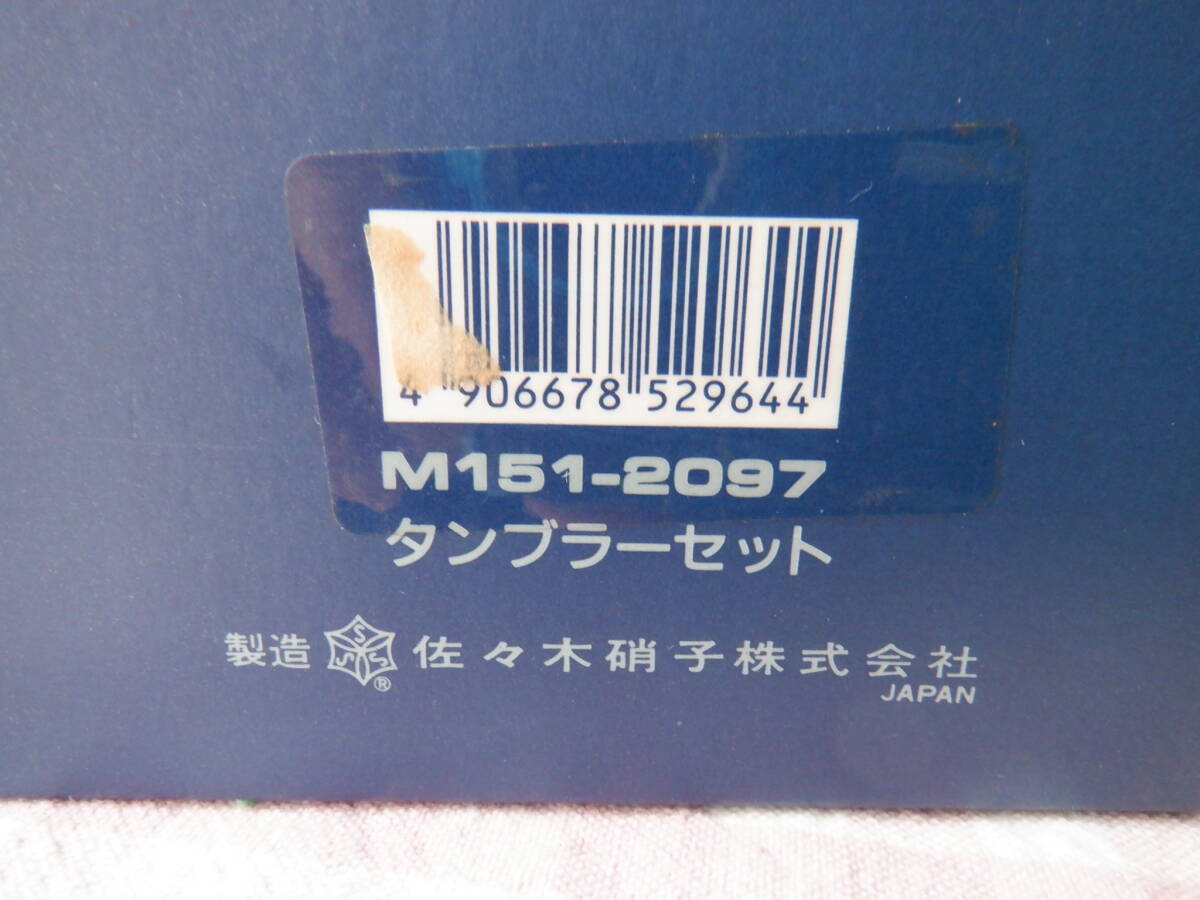 4 906678 529644
M151-2097
タンブラーセット
製造 SSS ® 佐々木硝子株式会社
JAPAN